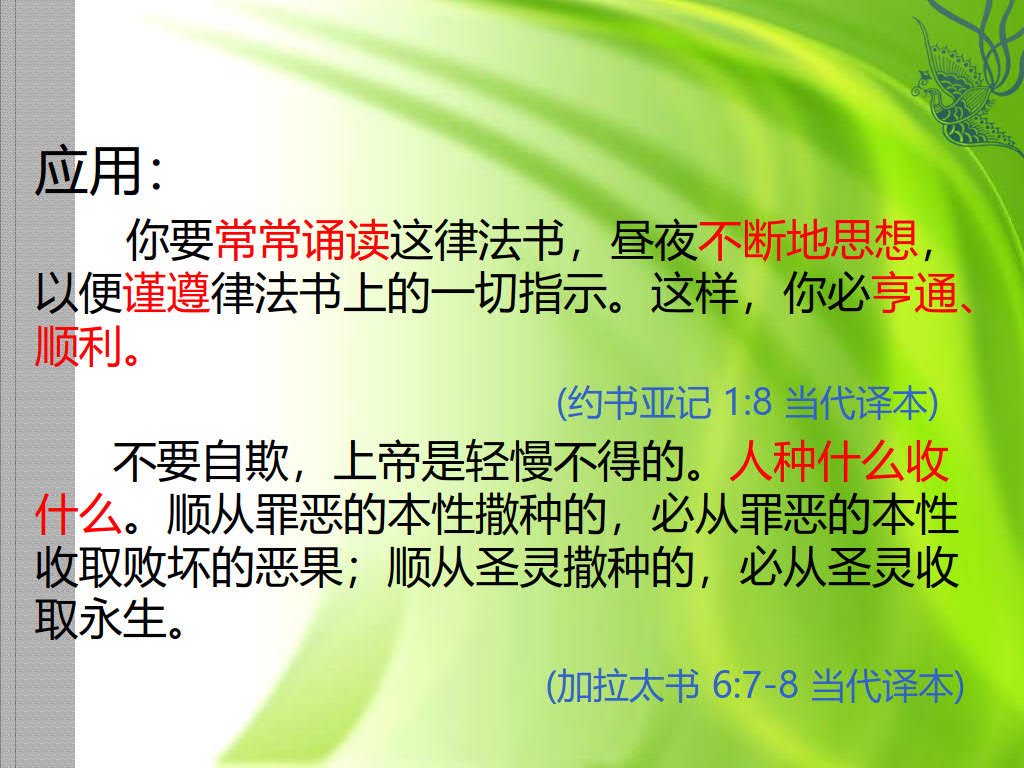 应用：
你要常常诵读这律法书，昼夜不断地思想，
以便谨遵律法书上的一切指示。这样，你必亨通、
顺利。
(约书亚记 1:8 当代译本)
不要自欺，上帝是轻慢不得的。人种什么收
什么。顺从罪恶的本性撒种的，必从罪恶的本性
收取败坏的恶果；顺从圣灵撒种的，必从圣灵收
取永生。
(加拉太书 6:7-8 当代译本)